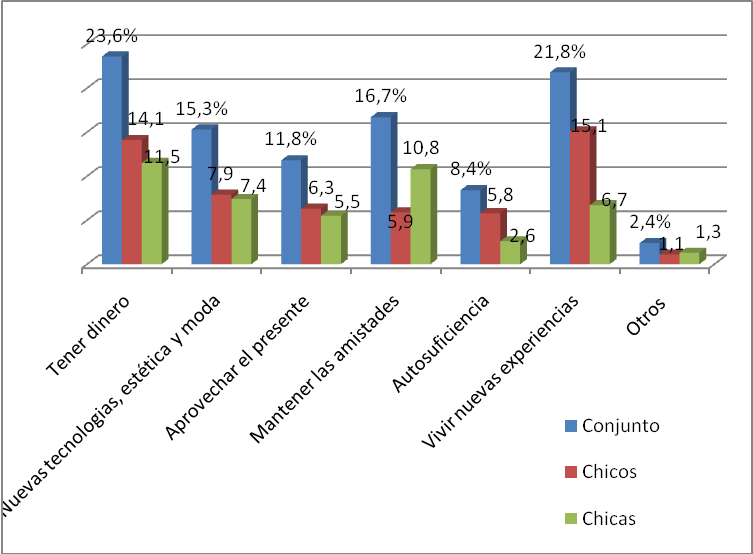 23,6%
14,1
11,5
15,3%
7,9
7,4
11,8%
6,3
5,5
16,7%
5,9
10,8
8,4%
5,8
2,6
21,8%
15,1
6,7
2,4%
1,1
1,3
Tener dinero
Nuevas tecnologias, estética y moda
Aprovechar el presente
Mantener las amistades
Autosuficiencia
Vivir nuevas experiencias
Otros
Conjunto
Chicos
Chicas